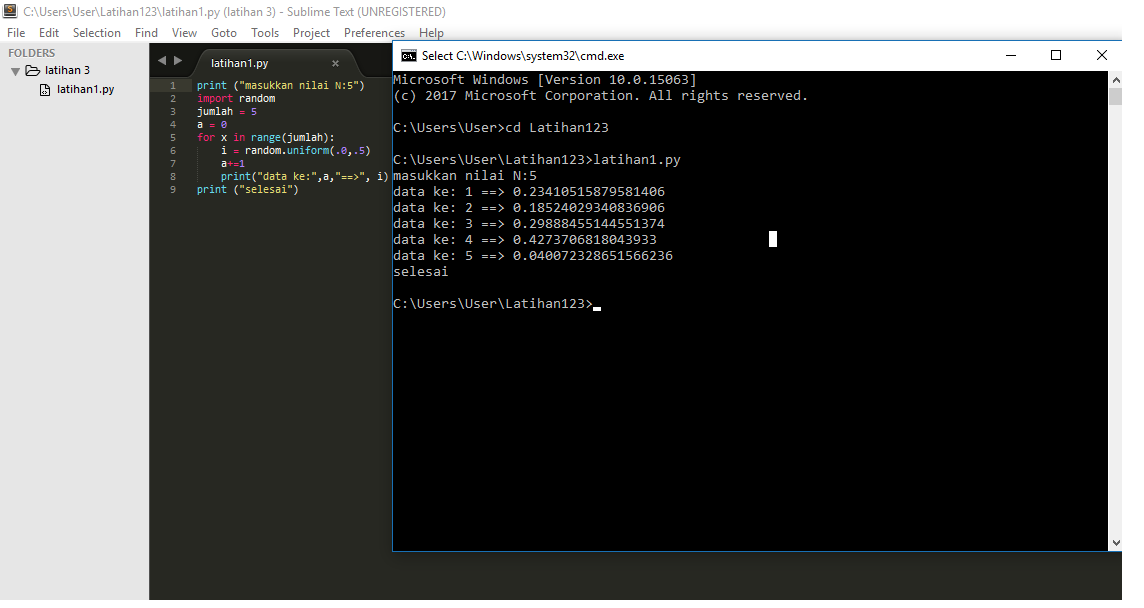 C:\Users\User\Latihan123\latihan1.py (latihan 3) - Sublime Text (UNREGISTERED)
File Edit Selection Find View Goto Tools Project Preferences Help
FOLDERS
latihan 3
latihan1.py
latihan1.py
1 print ("masukkan nilai N:5")
2 import random
3 jumlah = 5
4 a = 0
5 for x in range(jumlah):
6 i = random.uniform(.0,.5)
7 a+=1
8 print("data ke:",a,"==>", i)
9 print ("selesai")
Select C:\Windows\system32\cmd.exe
Microsoft Windows [Version 10.0.15063]
(c) 2017 Microsoft Corporation. All rights reserved.
C:\Users\User>cd Latihan123
C:\Users\User\Latihan123>latihan1.py
masukkan nilai N:5
data ke: 1 ==> 0.23410515879581406
data ke: 2 ==> 0.18524029340836906
data ke: 3 ==> 0.29888455144551374
data ke: 4 ==> 0.4273706818043933
data ke: 5 ==> 0.040072328651566236
selesai
C:\Users\User\Latihan123>